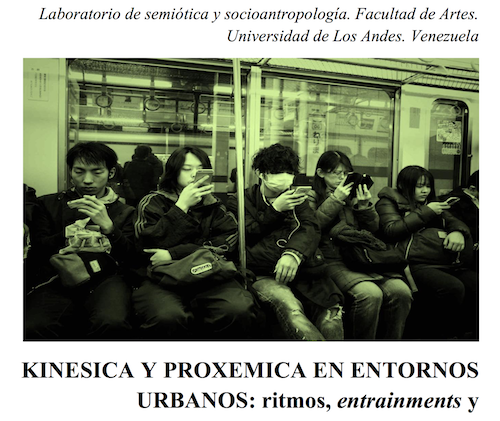 Laboratorio de semiótica y socioantropología. Facultad de Artes.
Universidad de Los Andes. Venezuela
KINESICA Y PROXEMICA EN ENTORNOS
URBANOS: ritmos, entrainments y